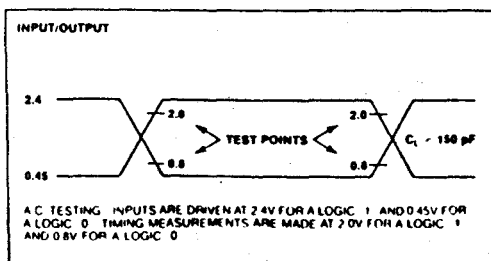 INPUT/OUTPUT
2.4
2.0
2.0
TEST POINTS
CL - 150 pF
0.8
0.8
0.45
A C TESTING INPUTS ARE DRIVEN AT 2 4V FOR A LOGIC 1 AND 0 45V FOR
A LOGIC 0 TIMING MEASUREMENTS ARE MADE AT 2 0V FOR A LOGIC 1
AND 0 8V FOR A LOGIC 0